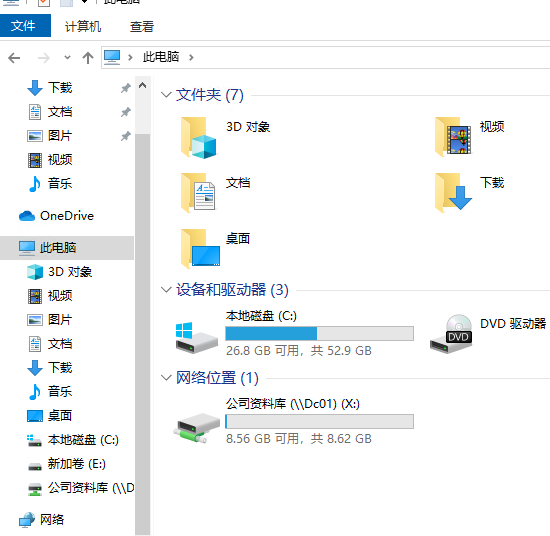 此电脑
文件 计算机 查看
此电脑
下载
文档
图片
视频
音乐
OneDrive
此电脑
3D 对象
视频
图片
文档
下载
音乐
桌面
本地磁盘 (C:)
新加卷 (E:)
公司资料库 (\\D
网络
文件夹 (7)
3D 对象
视频
文档
下载
桌面
设备和驱动器 (3)
本地磁盘 (C:)
26.8 GB 可用，共 52.9 GB
DVD
DVD 驱动器
网络位置 (1)
公司资料库 (\\Dc01) (X:)
8.56 GB 可用，共 8.62 GB